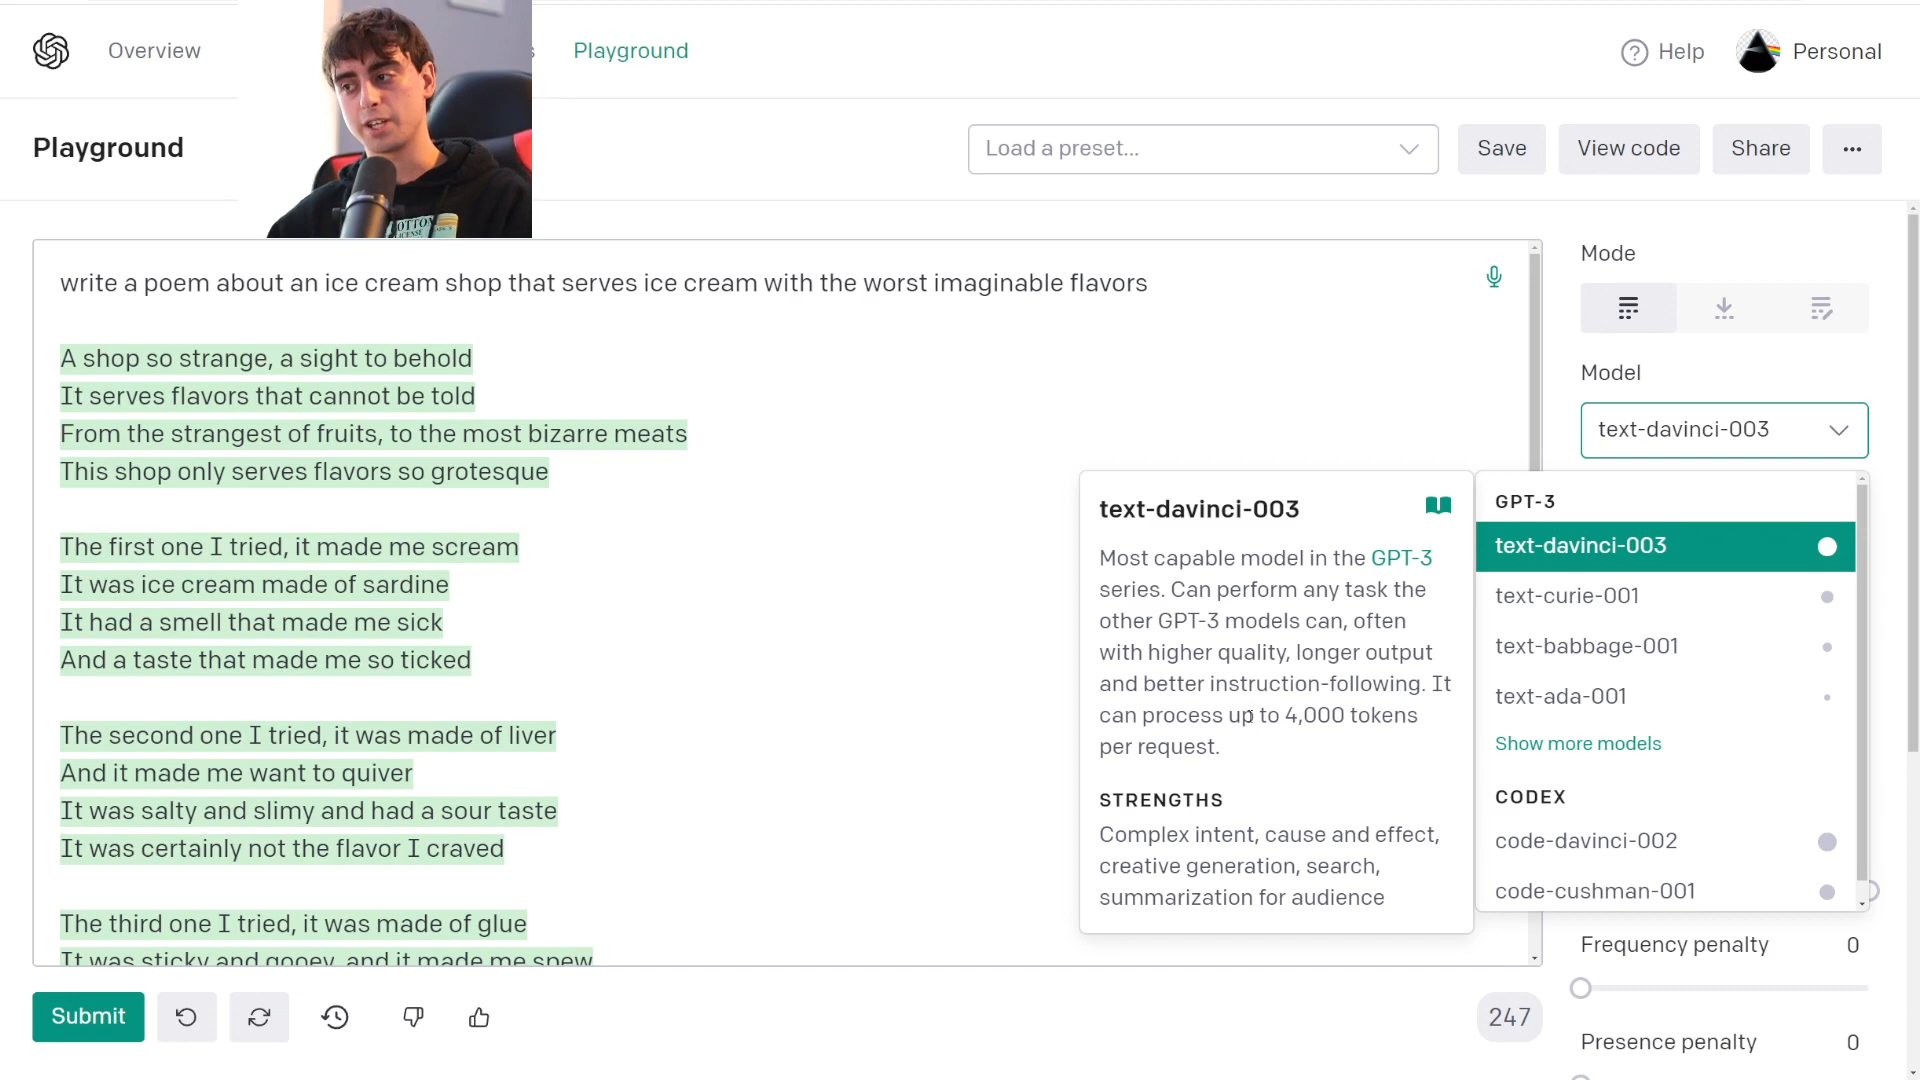 Overview
Playground
Help
Personal
Playground
Load a preset...
Save
View code
Share
write a poem about an ice cream shop that serves ice cream with the worst imaginable flavors
A shop so strange, a sight to behold
It serves flavors that cannot be told
From the strangest of fruits, to the most bizarre meats
This shop only serves flavors so grotesque
The first one I tried, it made me scream
It was ice cream made of sardine
It had a smell that made me sick
And a taste that made me so ticked
The second one I tried, it was made of liver
And it made me want to quiver
It was salty and slimy and had a sour taste
It was certainly not the flavor I craved
The third one I tried, it was made of glue
It was sticky and gooey, and it made me spew
Submit
247
Mode
Model
text-davinci-003
text-davinci-003
Most capable model in the GPT-3
series. Can perform any task the
other GPT-3 models can, often
with higher quality, longer output
and better instruction-following. It
can process up to 4,000 tokens
per request.
STRENGTHS
Complex intent, cause and effect,
creative generation, search,
summarization for audience
GPT-3
text-davinci-003
text-curie-001
text-babbage-001
text-ada-001
Show more models
CODEX
code-davinci-002
code-cushman-001
Frequency penalty 0
Presence penalty 0